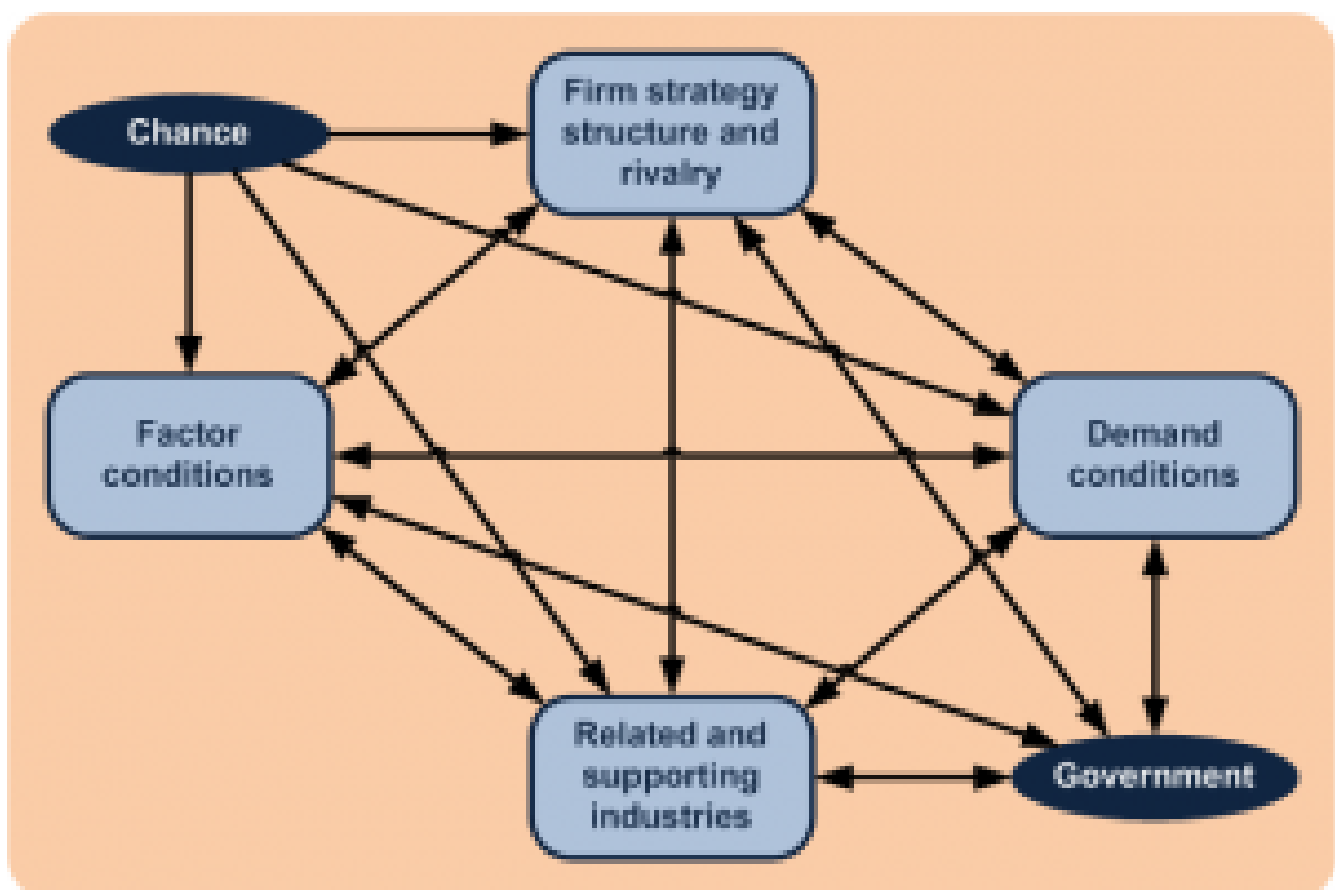 Firm strategy
structure and
rivalry
Chance
Factor
conditions
Demand
conditions
Related and
supporting
industries
Government